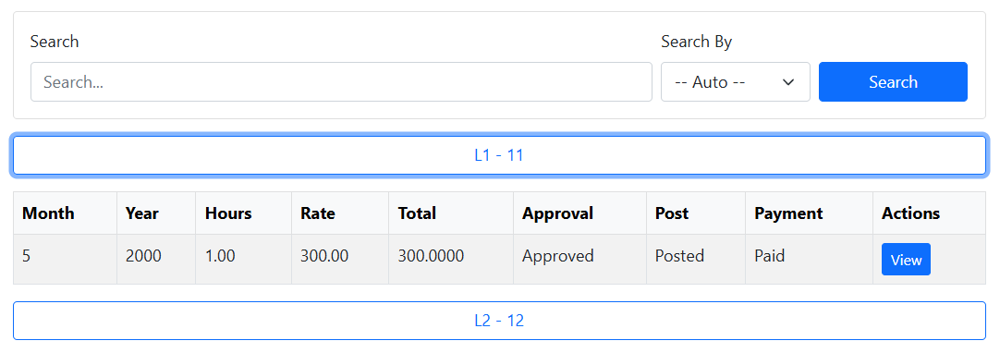 Search Search By
Search... -- Auto -- Search
L1 - 11
Month Year Hours Rate Total Approval Post Payment Actions
5 2000 1.00 300.00 300.0000 Approved Posted Paid View
L2 - 12